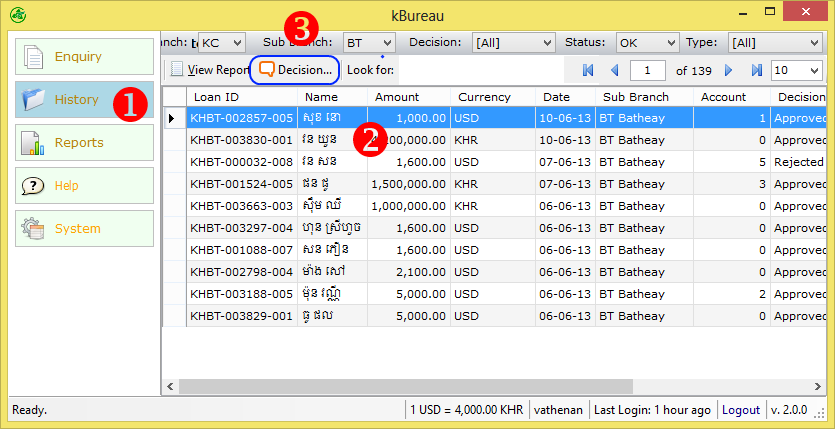 kBureau
3
nch: KC Sub Branch: BT Decision: [All] Status: OK Type: [All]
View Report Decision... Look for: 1 of 139 10
Enquiry
History
1
Reports
Help
System
Loan ID Name Amount Currency Date Sub Branch Account Decision
KHBT-002857-005 សុខ នោ 1,000.00 USD 10-06-13 BT Batheay 1 Approved
KHBT-003830-001 វ៉ន យួន 200,000.00 KHR 10-06-13 BT Batheay 0 Approved
2
KHBT-000032-008 វ៉ន សន 1,600.00 USD 07-06-13 BT Batheay 5 Rejected
KHBT-001524-005 ផន ជូ 1,500,000.00 KHR 07-06-13 BT Batheay 3 Approved
KHBT-003663-003 ស៊ឹម ឈី 1,000,000.00 KHR 06-06-13 BT Batheay 0 Approved
KHBT-003297-004 ហុន ស្រីហូច 1,600.00 USD 06-06-13 BT Batheay 0 Approved
KHBT-001088-007 សន ភឿន 1,600.00 USD 06-06-13 BT Batheay 0 Approved
KHBT-002798-004 ម៉ាង សៅ 2,100.00 USD 06-06-13 BT Batheay 0 Approved
KHBT-003188-005 ម៉ុន វណ្ណី 5,000.00 USD 06-06-13 BT Batheay 2 Approved
KHBT-003829-001 ធូ ផល 5,000.00 USD 06-06-13 BT Batheay 0 Approved
Ready. 1 USD = 4,000.00 KHR vathenan Last Login: 1 hour ago Logout v. 2.0.0